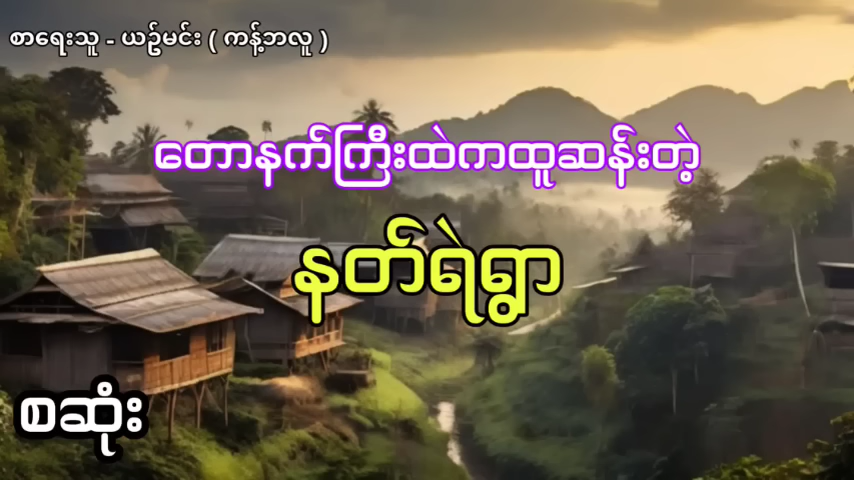 စာရေးသူ - ယဉ်မင်း ( ကန့်ဘလူ )
တောနက်ကြီးထဲကထူဆန်းတဲ့
နတ်ရဲရွာ
စဆုံး